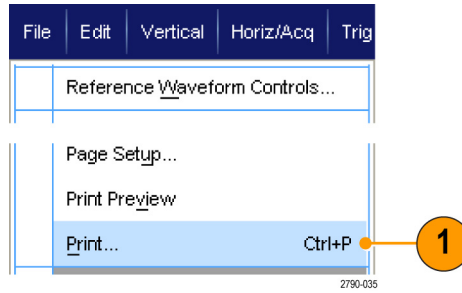 File Edit Vertical Horiz/Acq Trig
Reference Waveform Controls...
Page Setup...
Print Preview
Print... Ctrl+P
1
2790-035